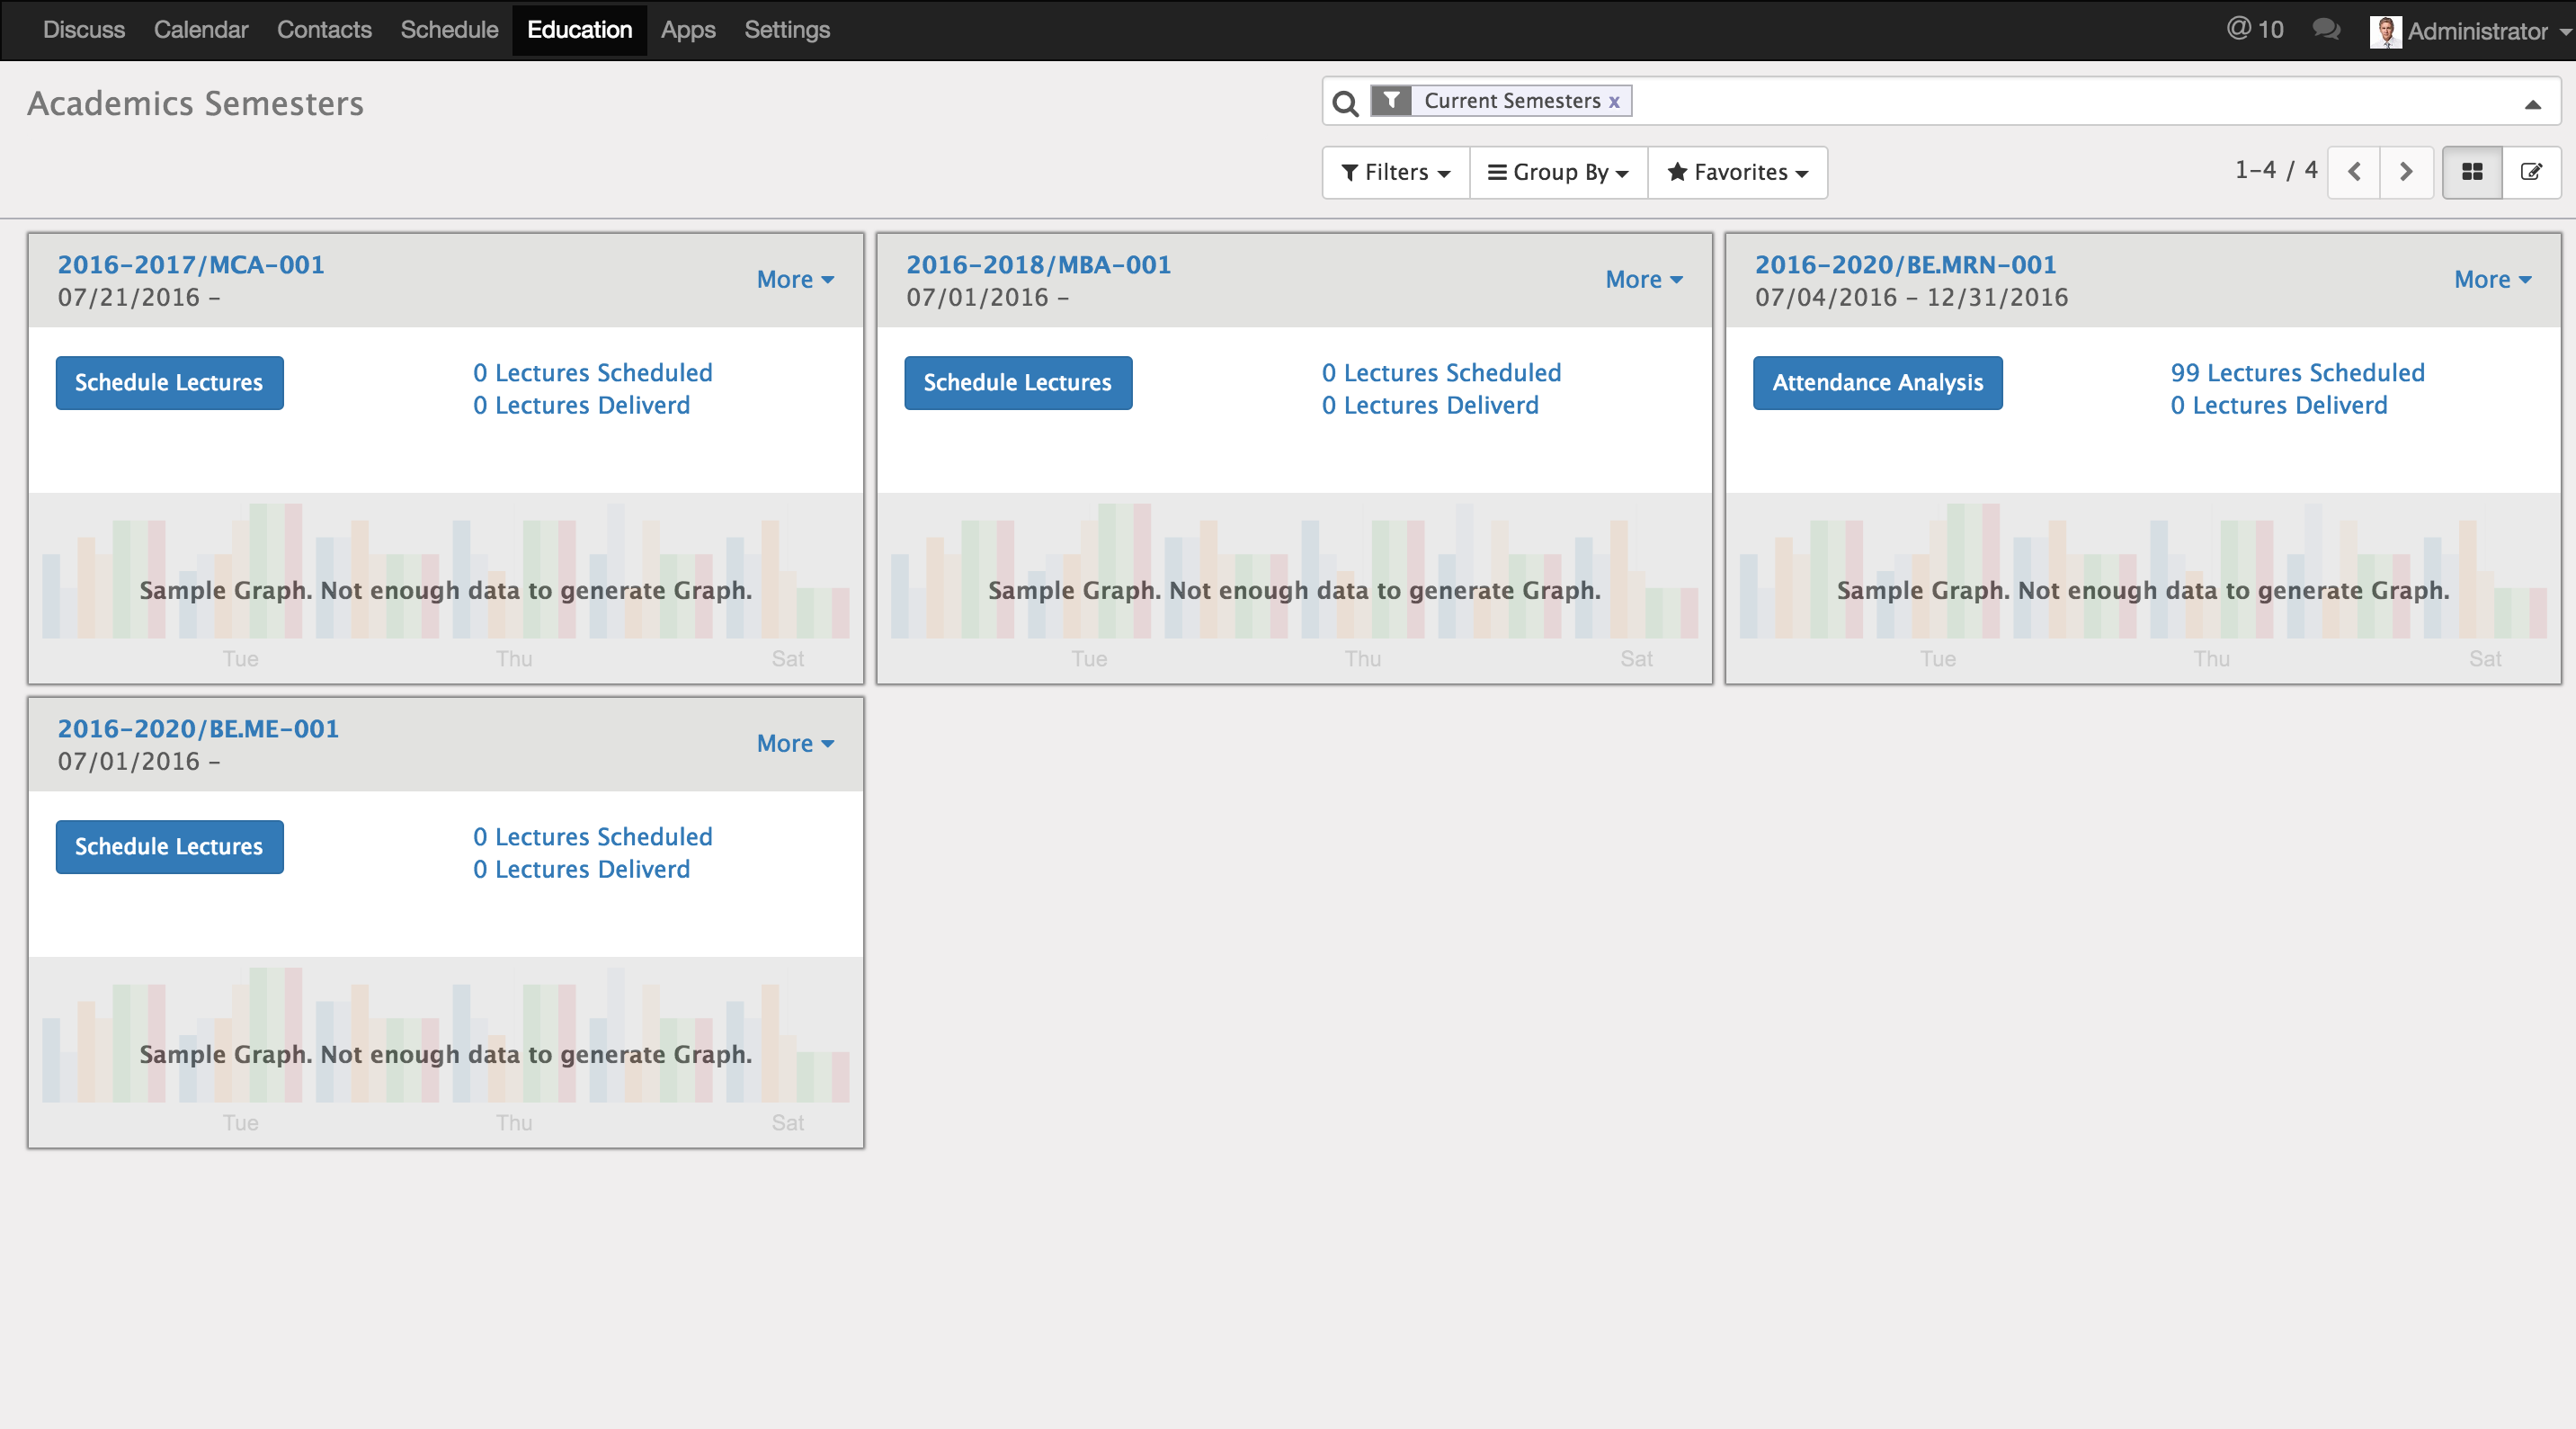 Discuss Calendar Contacts Schedule Education Apps Settings @ 10 Administrator
Academics Semesters
Current Semesters x
Filters Group By Favorites 1-4 / 4
2016-2017/MCA-001
07/21/2016 -
More
Schedule Lectures
0 Lectures Scheduled
0 Lectures Deliverd
Sample Graph. Not enough data to generate Graph.
Tue Thu Sat
2016-2018/MBA-001
07/01/2016 -
More
Schedule Lectures
0 Lectures Scheduled
0 Lectures Deliverd
Sample Graph. Not enough data to generate Graph.
Tue Thu Sat
2016-2020/BE.MRN-001
07/04/2016 - 12/31/2016
More
Attendance Analysis
99 Lectures Scheduled
0 Lectures Deliverd
Sample Graph. Not enough data to generate Graph.
Tue Thu Sat
2016-2020/BE.ME-001
07/01/2016 -
More
Schedule Lectures
0 Lectures Scheduled
0 Lectures Deliverd
Sample Graph. Not enough data to generate Graph.
Tue Thu Sat